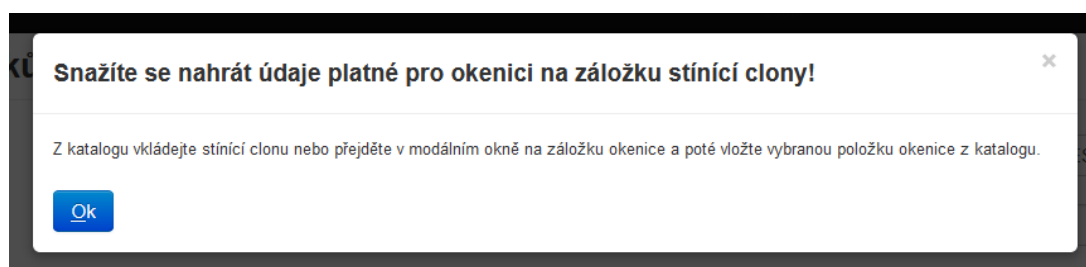 ků
Snažíte se nahrát údaje platné pro okenici na záložku stínící clony!
×
Z katalogu vkládejte stínící clonu nebo přejděte v modálním okně na záložku okenice a poté vložte vybranou položku okenice z katalogu.
Ok